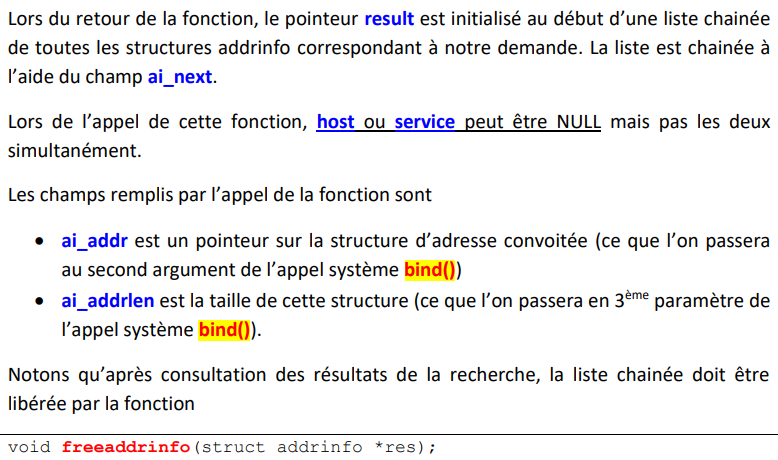 Lors du retour de la fonction, le pointeur result est initialisé au début d'une liste chainée
de toutes les structures addrinfo correspondant à notre demande. La liste est chainée à
l'aide du champ ai_next.
Lors de l'appel de cette fonction, host ou service peut être NULL mais pas les deux
simultanément.
Les champs remplis par l'appel de la fonction sont
• ai_addr est un pointeur sur la structure d'adresse convoitée (ce que l'on passera
au second argument de l'appel système bind())
• ai_addrlen est la taille de cette structure (ce que l'on passera en 3ème paramètre de
l'appel système bind()).
Notons qu'après consultation des résultats de la recherche, la liste chainée doit être
libérée par la fonction
void freeaddrinfo(struct addrinfo *res);